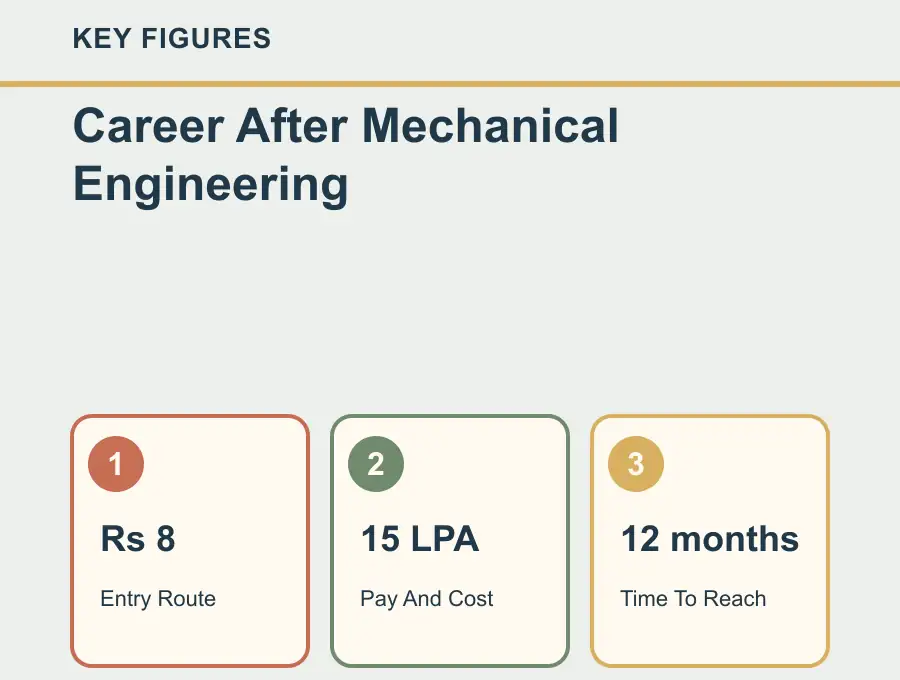 KEY FIGURES
Career After Mechanical
Engineering
1
Rs 8
Entry Route
2
15 LPA
Pay And Cost
3
12 months
Time To Reach